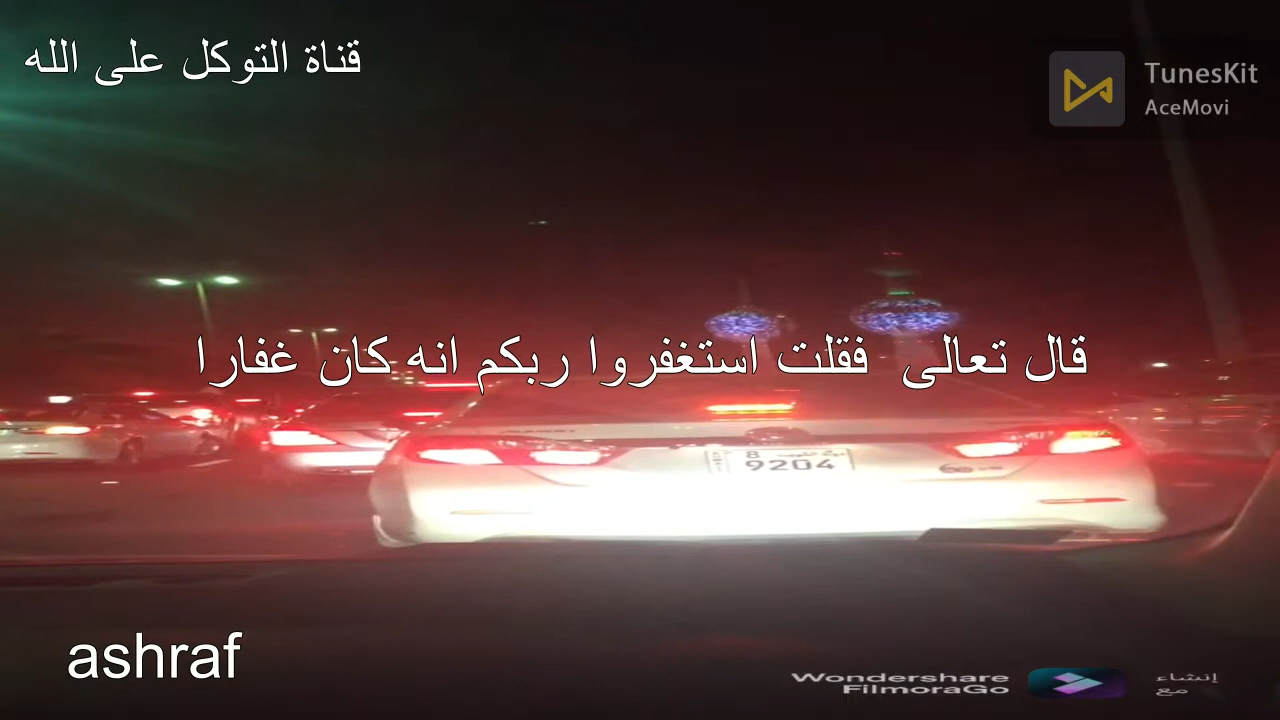 قناة التوكل على الله
TunesKit
AceMovi
قال تعالى فقلت استغفروا ربكم انه كان غفارا
8
9204
ashraf
Wondershare
FilmoraGo
إنشاء
مع